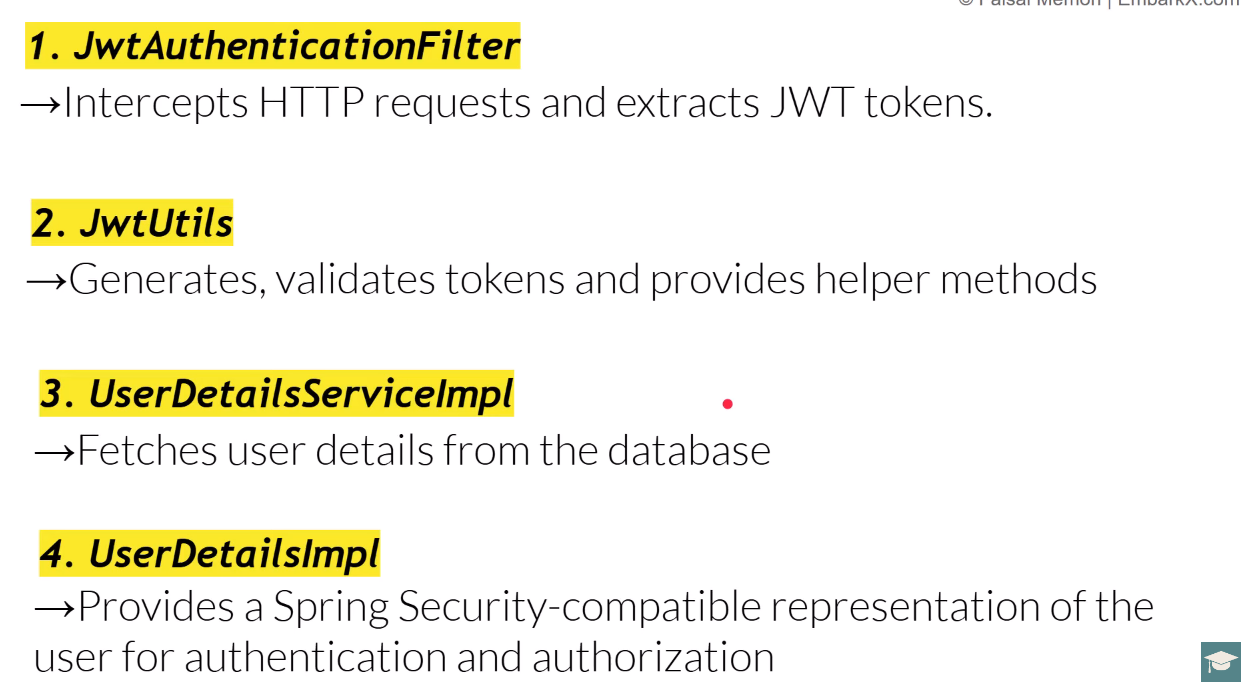 © Faisal Memon | EmbarkX.com
1. JwtAuthenticationFilter
→Intercepts HTTP requests and extracts JWT tokens.
2. JwtUtils
→Generates, validates tokens and provides helper methods
3. UserDetailsServiceImpl
→Fetches user details from the database
4. UserDetailsImpl
→Provides a Spring Security-compatible representation of the
user for authentication and authorization